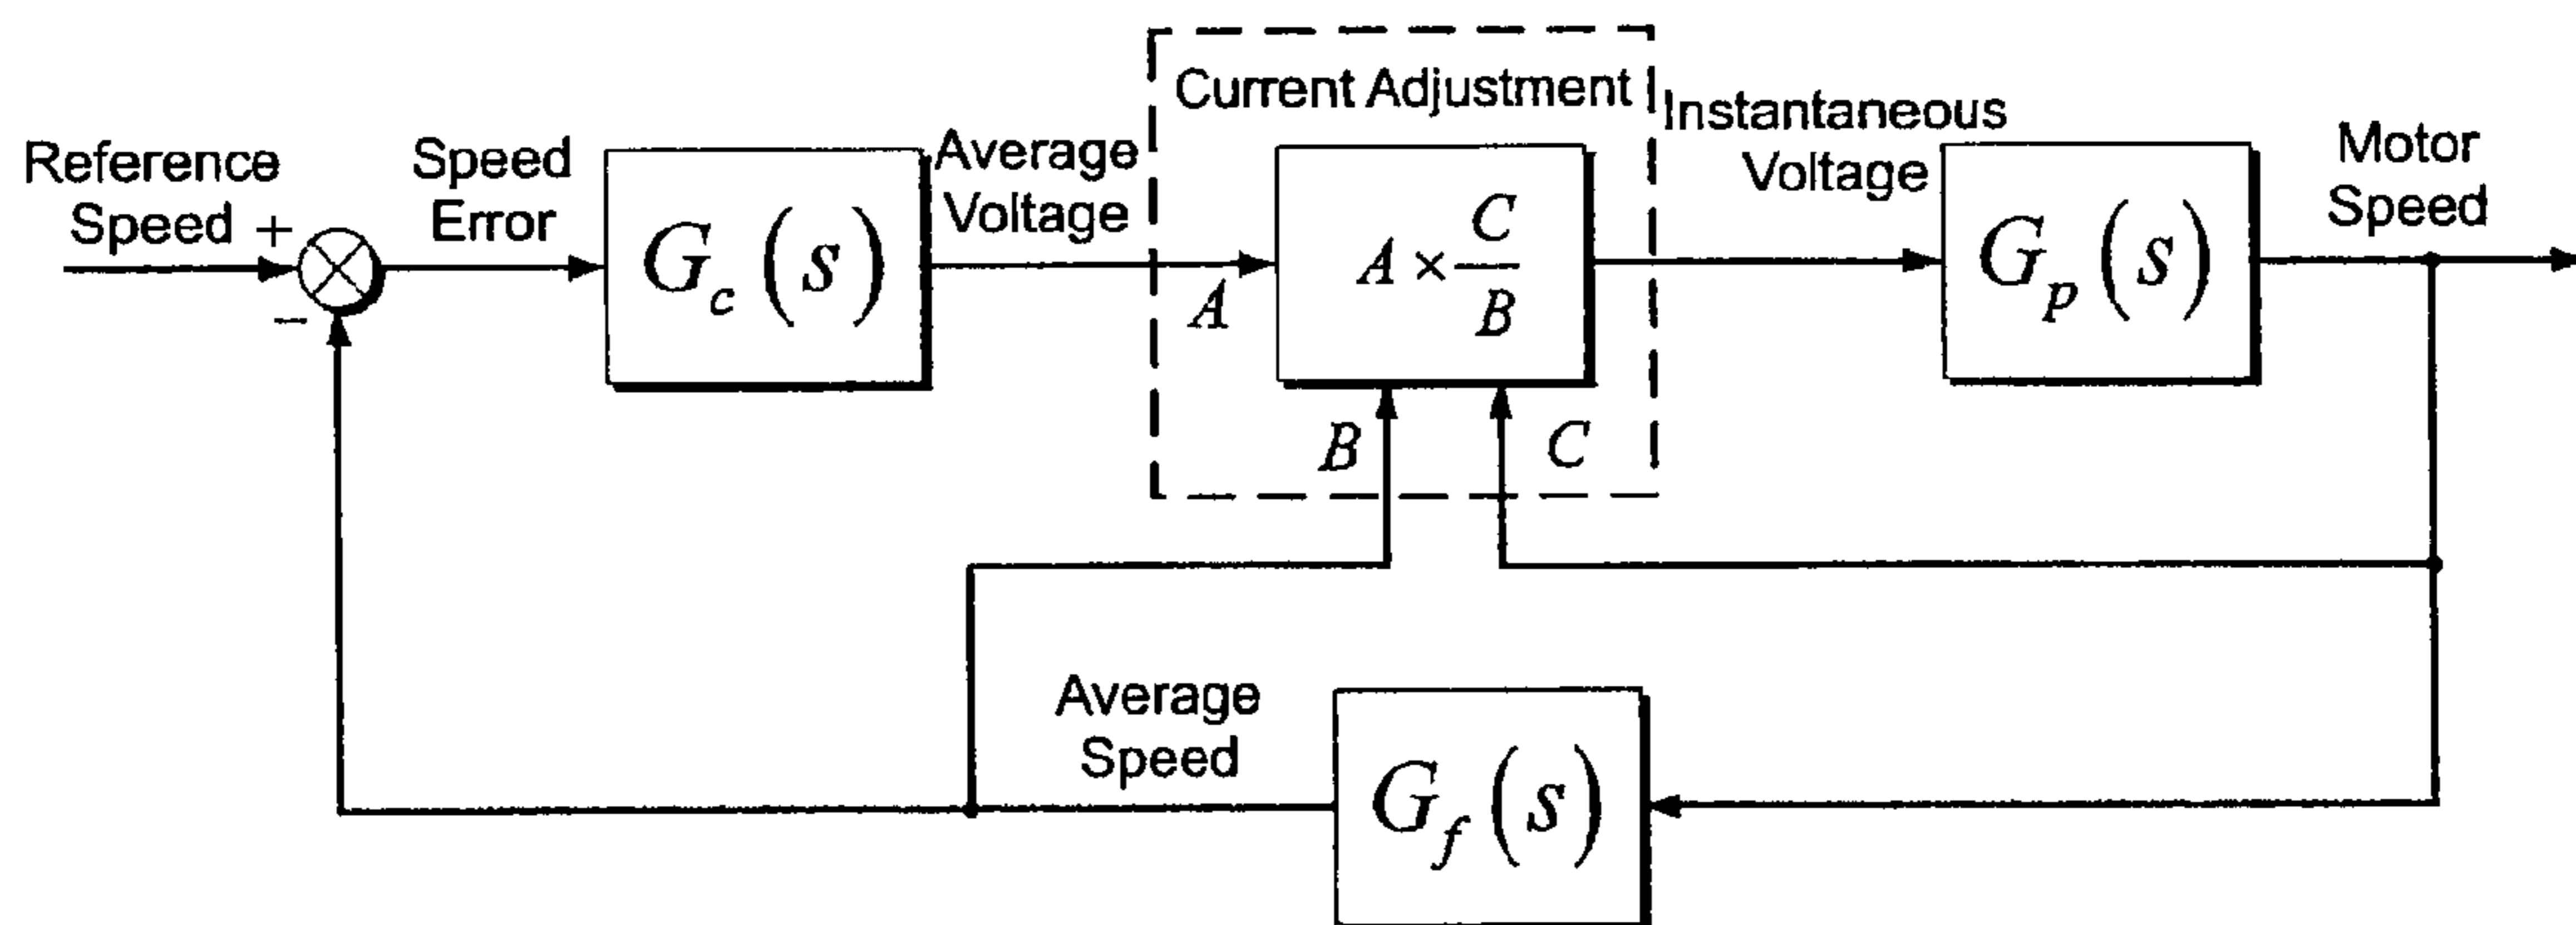 Current Adjustment
Reference
Speed
+
−
Speed
Error
G_c(s)
Average
Voltage
A
A × C/B
B
C
Instantaneous
Voltage
G_p(s)
Motor
Speed
Average
Speed
G_f(s)